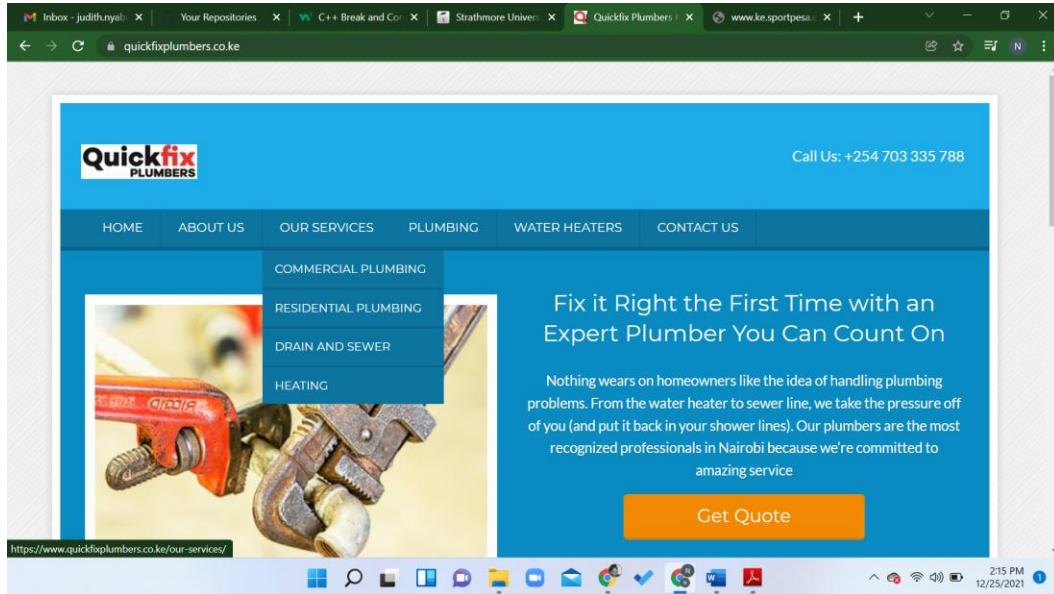 Inbox - judith.nyab
Your Repositories
C++ Break and Cor
Strathmore Univers
Quickfix Plumbers
www.ke.sportpesa.c
quickfixplumbers.co.ke
N
Quickfix
PLUMBERS
Call Us: +254 703 335 788
HOME ABOUT US OUR SERVICES PLUMBING WATER HEATERS CONTACT US
COMMERCIAL PLUMBING
RESIDENTIAL PLUMBING
DRAIN AND SEWER
HEATING
RIDGID
Fix it Right the First Time with an
Expert Plumber You Can Count On
Nothing wears on homeowners like the idea of handling plumbing
problems. From the water heater to sewer line, we take the pressure off
of you (and put it back in your shower lines). Our plumbers are the most
recognized professionals in Nairobi because we're committed to
amazing service
Get Quote
https://www.quickfixplumbers.co.ke/our-services/
2:15 PM
12/25/2021
1